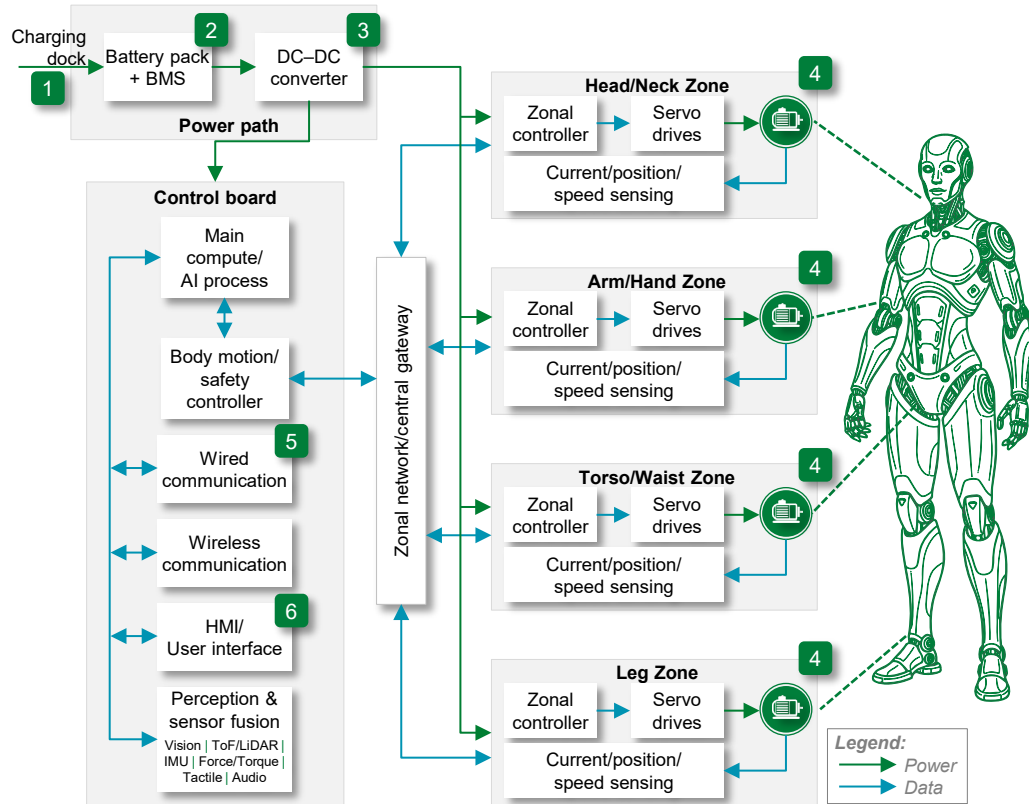 Charging
dock
1
2
Battery pack
+ BMS
3
DC–DC
converter
Power path
Control board
Main
compute/
AI process
Body motion/
safety
controller
5
Wired
communication
Wireless
communication
6
HMI/
User interface
Perception &
sensor fusion
Vision | ToF/LiDAR |
IMU | Force/Torque |
Tactile | Audio
Zonal network/central gateway
4
Head/Neck Zone
Zonal
controller
Servo
drives
Current/position/
speed sensing
4
Arm/Hand Zone
Zonal
controller
Servo
drives
Current/position/
speed sensing
4
Torso/Waist Zone
Zonal
controller
Servo
drives
Current/position/
speed sensing
4
Leg Zone
Zonal
controller
Servo
drives
Current/position/
speed sensing
Legend:
Power
Data